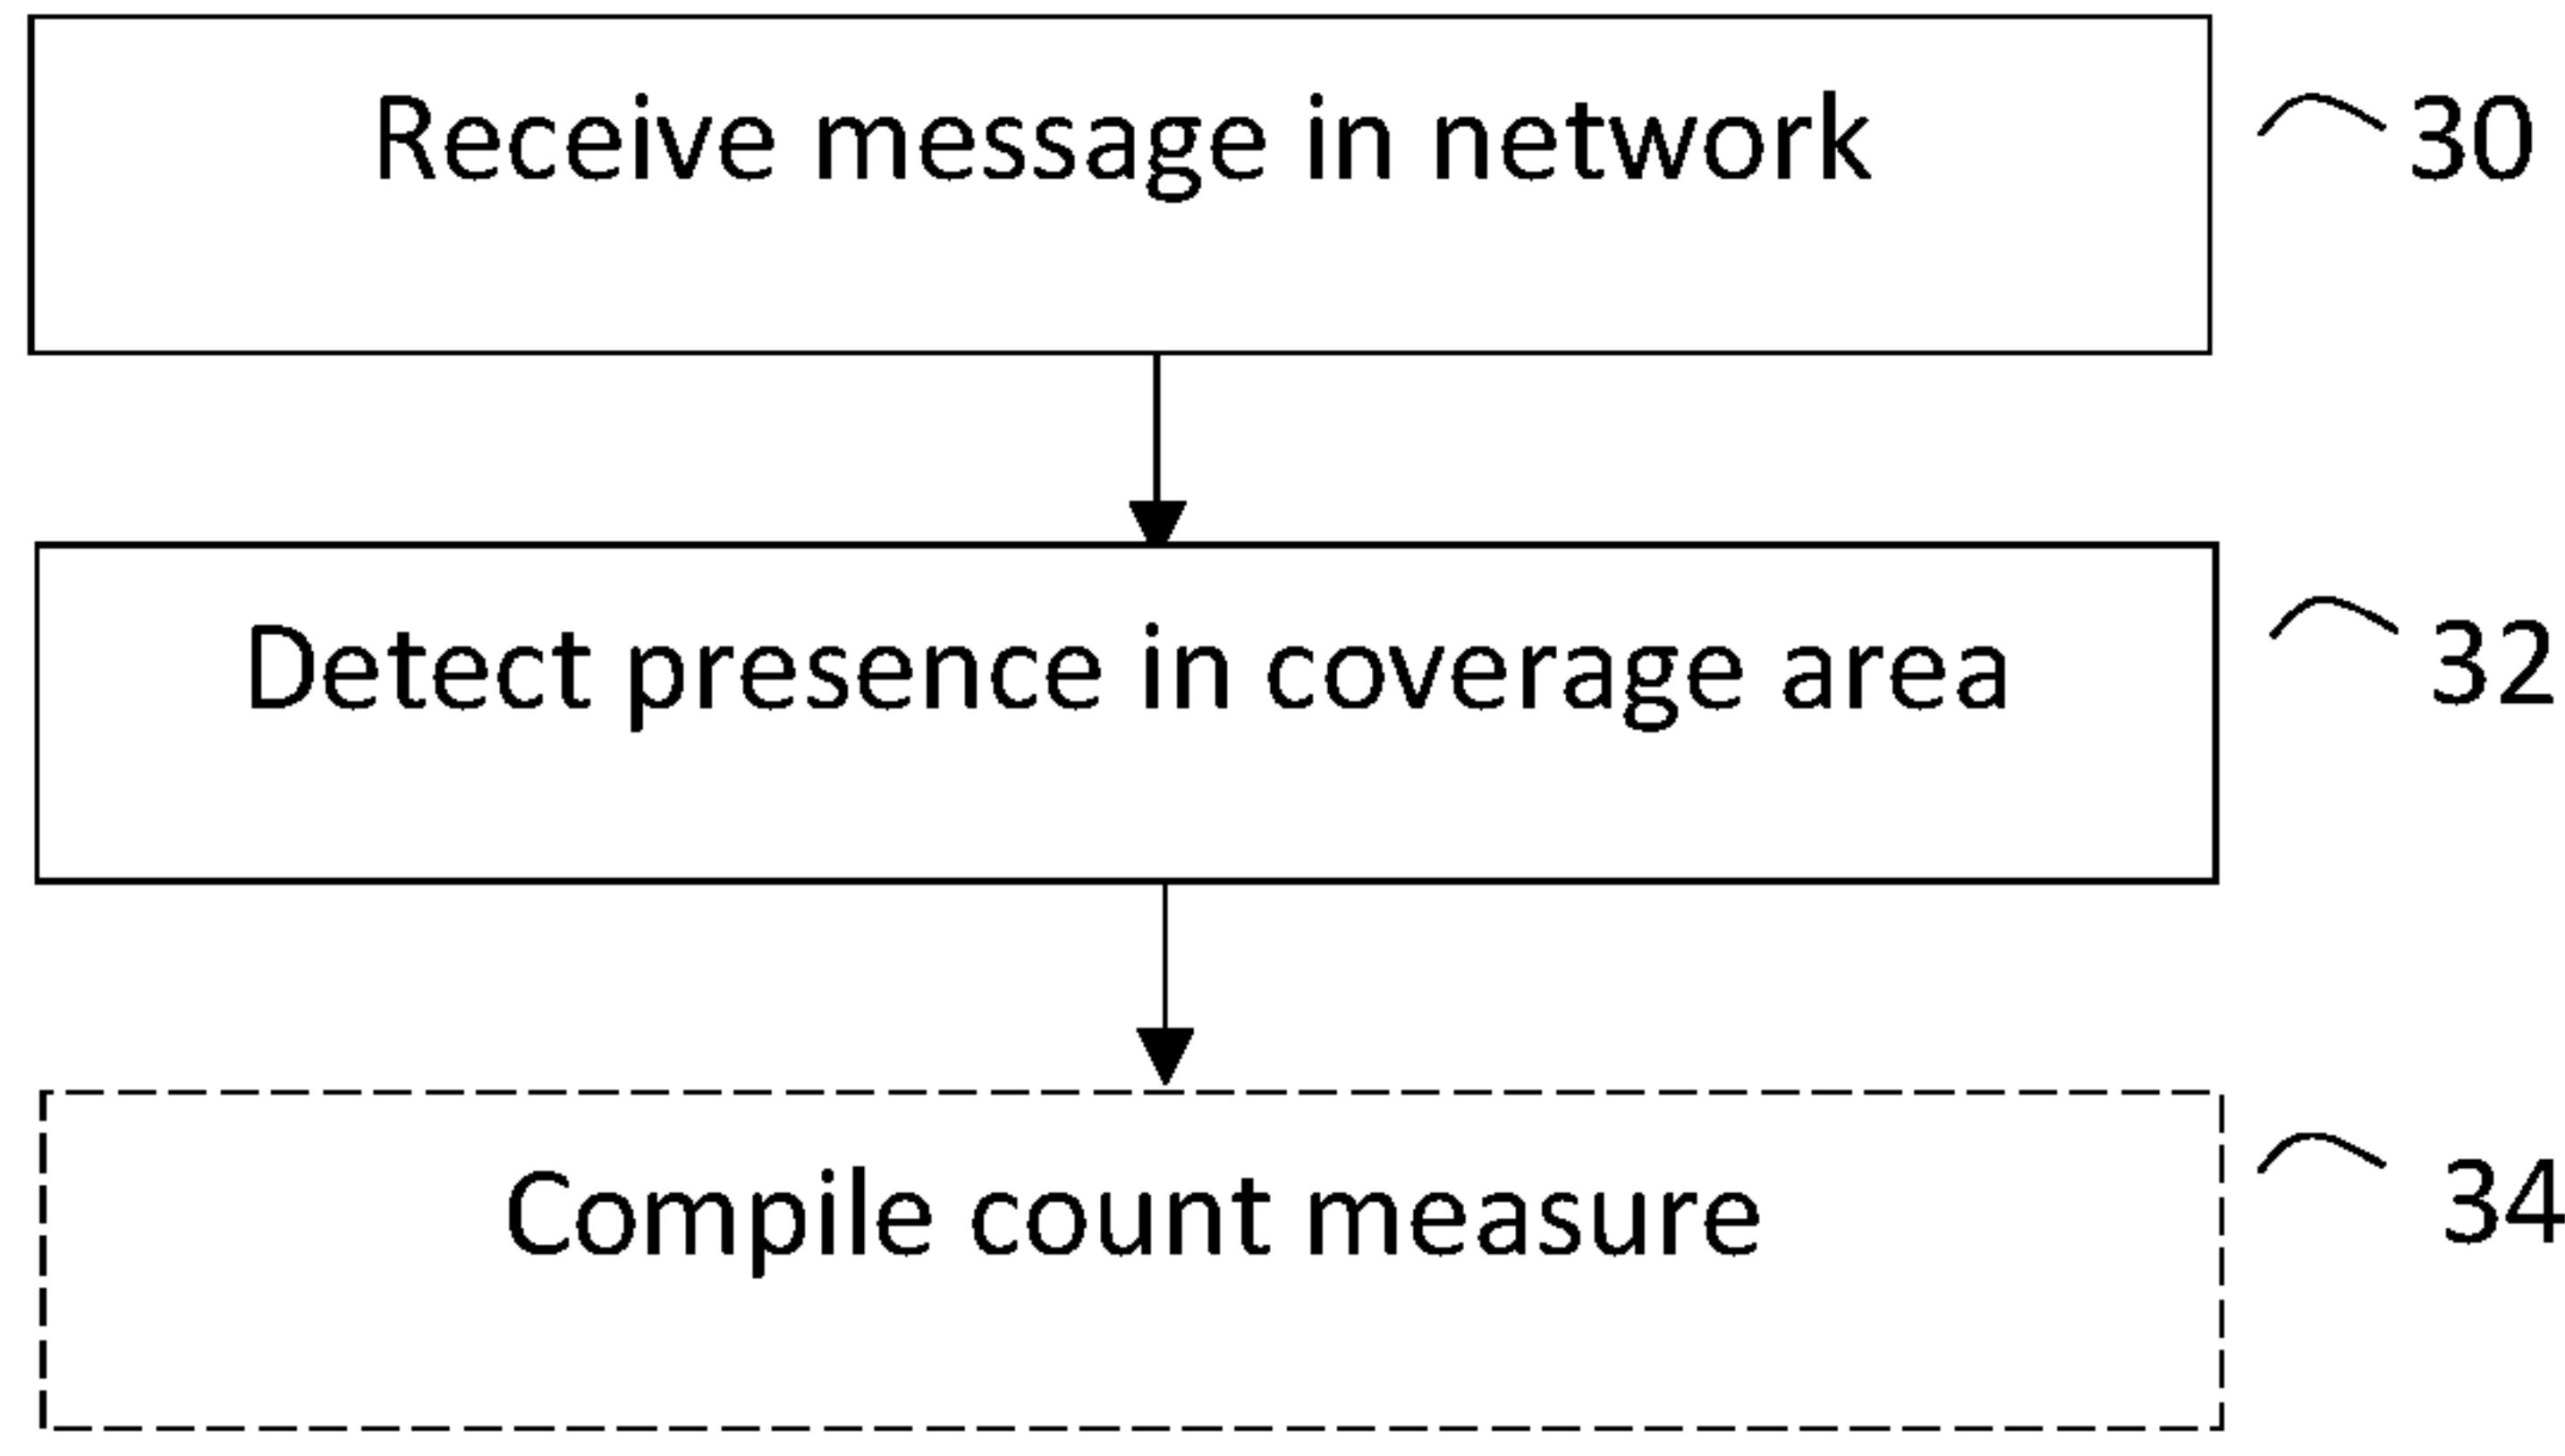 Receive message in network 30
Detect presence in coverage area 32
Compile count measure 34